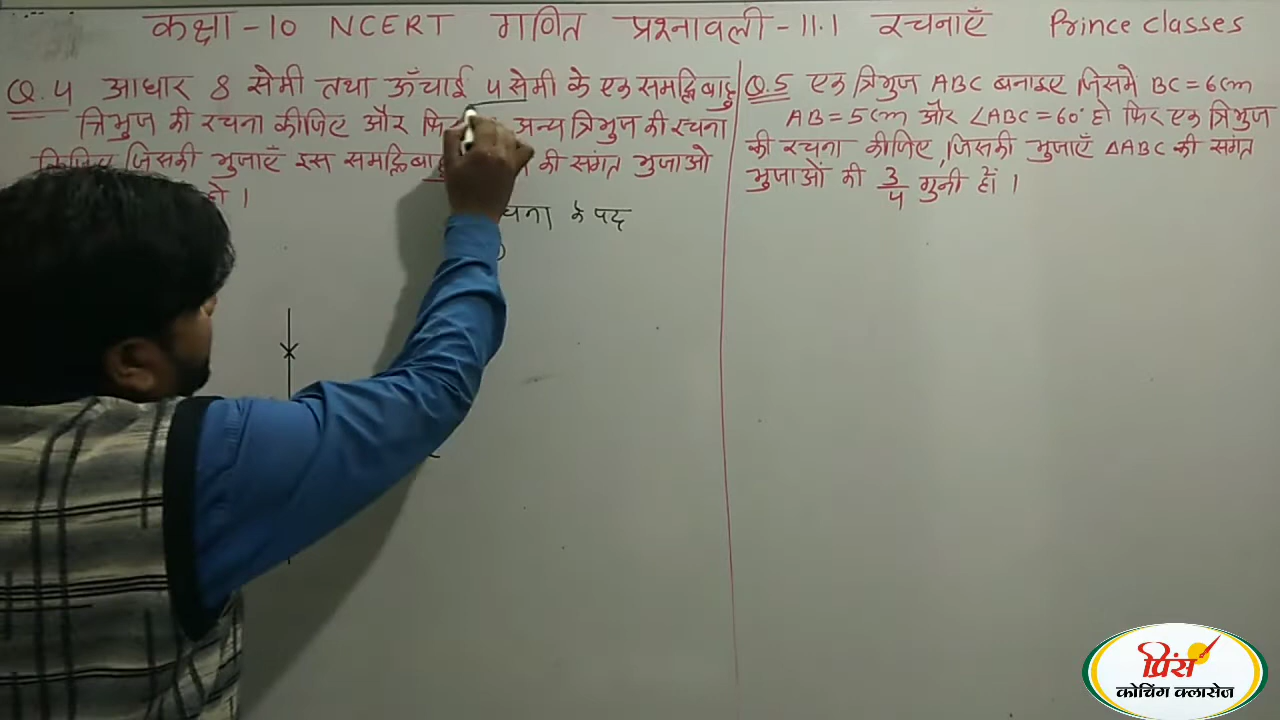 कक्षा -10 NCERT गणित प्रश्नावली -11.1 रचनाएँ Prince classes
Q.4 आधार 8 सेमी तथा ऊँचाई 4 सेमी के एक समद्विबाहु
त्रिभुज की रचना कीजिए और अन्य त्रिभुज की रचना
जिसकी भुजाएँ इस समद्विबाहु की संगत भुजाओ
हो ।
के पद
Q.5 एक त्रिभुज ABC बनाइए जिसमे BC = 6cm
AB = 5cm और ∠ABC = 60° हो फिर एक त्रिभुज
की रचना कीजिए, जिसकी भुजाएँ ΔABC की संगत
भुजाओं की 3/4 गुनी हों ।
प्रिंस
कोचिंग क्लासेज